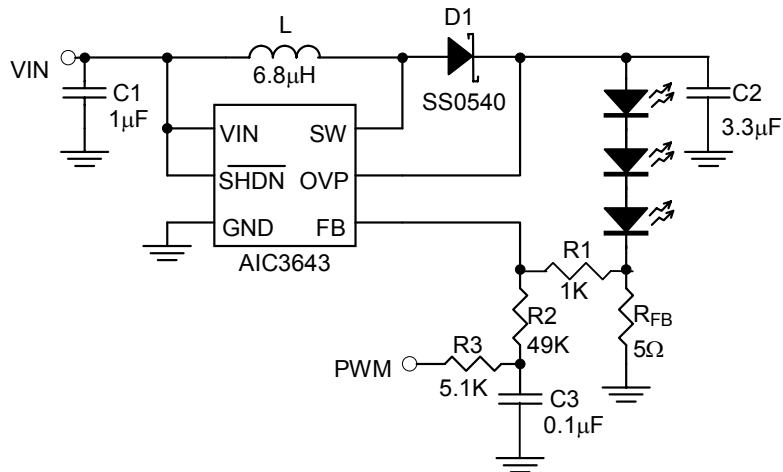 L
D1
VIN
C1
1μF
6.8μH
SS0540
C2
3.3μF
VIN
SW
SHDN
OVP
GND
FB
AIC3643
R1
1K
R2
49K
RFB
5Ω
PWM
R3
5.1K
C3
0.1μF